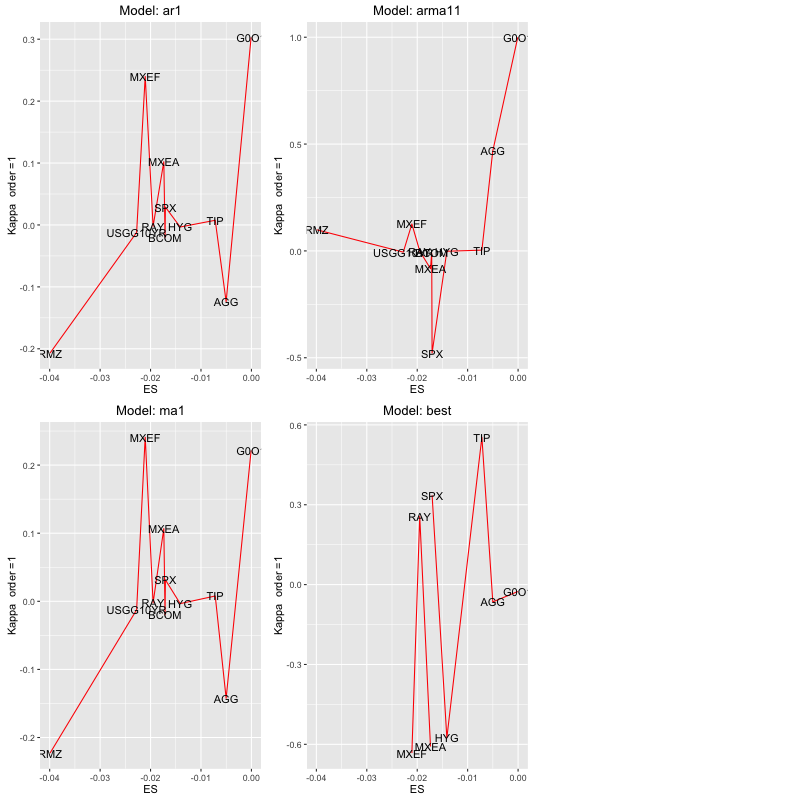 Model: ar1
Kappa order =1
0.3
0.2
0.1
0.0
-0.1
-0.2
G0O
MXEF
MXEA
SPX
TIP
RAY
HYG
USGG10YR
BCOM
AGG
RMZ
-0.04 -0.03 -0.02 -0.01 0.00
ES
Model: arma11
Kappa order =1
1.0
0.5
0.0
-0.5
G0O
AGG
RMZ
MXEF
TIP
HYG
MXEA
SPX
-0.04 -0.03 -0.02 -0.01 0.00
ES
Model: ma1
Kappa order =1
0.2
0.1
0.0
-0.1
-0.2
MXEF
G0O
MXEA
SPX
TIP
RAY
HYG
USGG10YR
BCOM
AGG
RMZ
-0.04 -0.03 -0.02 -0.01 0.00
ES
Model: best
Kappa order =1
0.6
0.3
0.0
-0.3
-0.6
TIP
SPX
RAY
G0O
AGG
HYG
MXEA
MXEF
-0.04 -0.03 -0.02 -0.01 0.00
ES